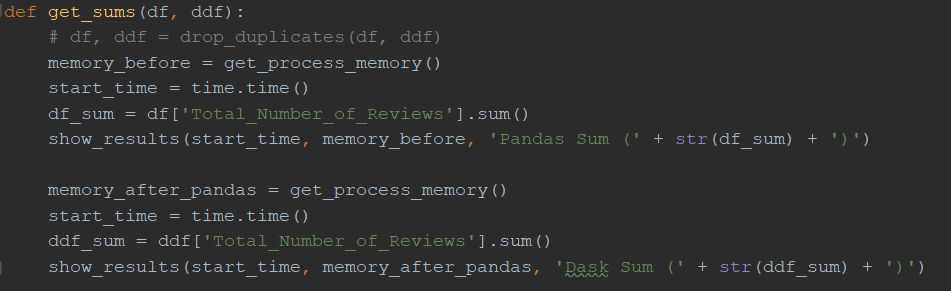 def get_sums(df, ddf):
    # df, ddf = drop_duplicates(df, ddf)
    memory_before = get_process_memory()
    start_time = time.time()
    df_sum = df['Total_Number_of_Reviews'].sum()
    show_results(start_time, memory_before, 'Pandas Sum (' + str(df_sum) + ')')

    memory_after_pandas = get_process_memory()
    start_time = time.time()
    ddf_sum = ddf['Total_Number_of_Reviews'].sum()
    show_results(start_time, memory_after_pandas, 'Dask Sum (' + str(ddf_sum) + ')')